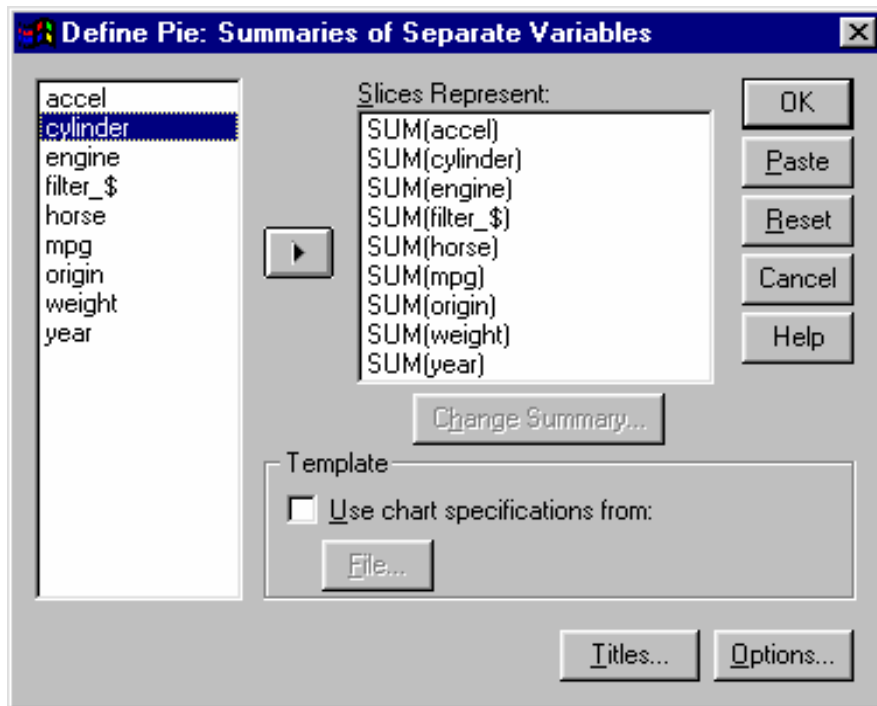 Define Pie: Summaries of Separate Variables
accel
cylinder
engine
filter_$
horse
mpg
origin
weight
year
Slices Represent:
SUM(accel)
SUM(cylinder)
SUM(engine)
SUM(filter_$)
SUM(horse)
SUM(mpg)
SUM(origin)
SUM(weight)
SUM(year)
Change Summary...
OK
Paste
Reset
Cancel
Help
Template
Use chart specifications from:
File...
Titles...
Options...